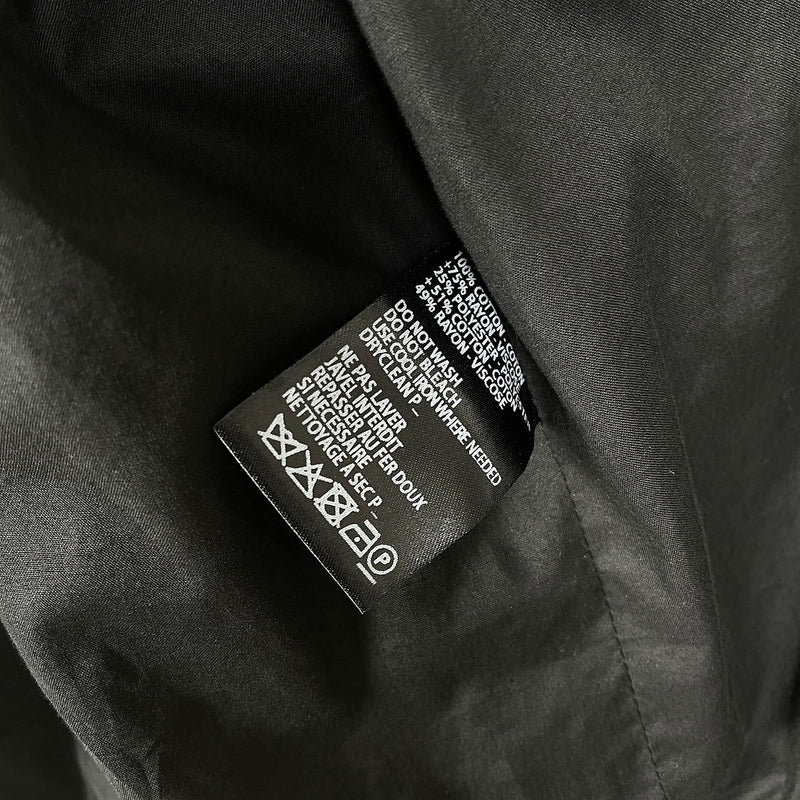 100% COTTON - COTON
+75% RAYON - VISCOSE
25% POLYESTER -
+ 51% COTTON - COTON
49% RAYON - VISCOSE
DO NOT WASH
DO NOT BLEACH
USE COOL IRON WHERE NEEDED
DRYCLEAN P_
NE PAS LAVER
JAVEL INTERDIT
REPASSER AU FER DOUX
SI NECESSAIRE
NETTOYAGE A SEC P_
P